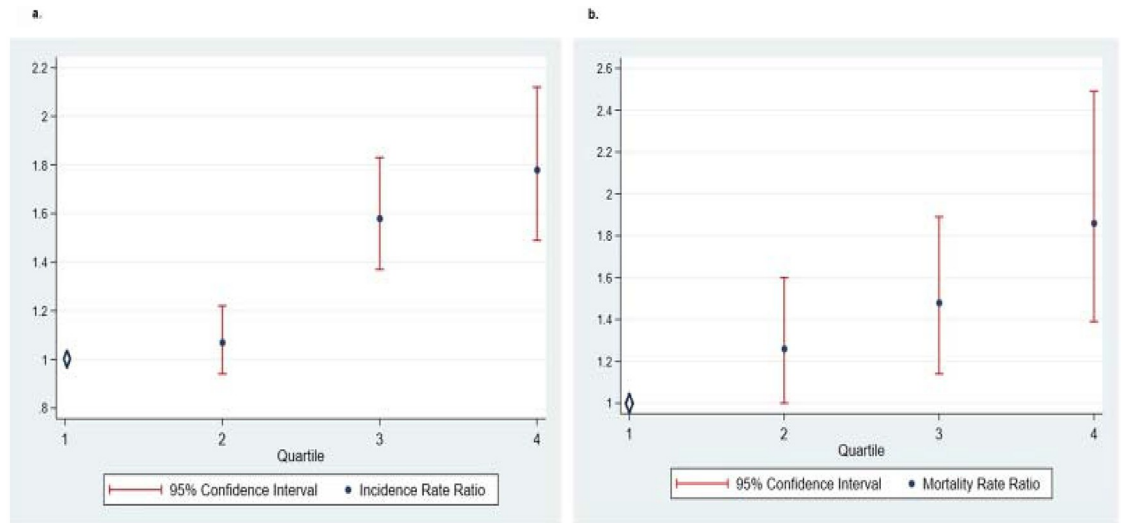 a.
2.2
2
1.8
1.6
1.4
1.2
1
.8
1 2 3 4
Quartile
95% Confidence Interval Incidence Rate Ratio
b.
2.6
2.4
2.2
2
1.8
1.6
1.4
1.2
1
1 2 3 4
Quartile
95% Confidence Interval Mortality Rate Ratio